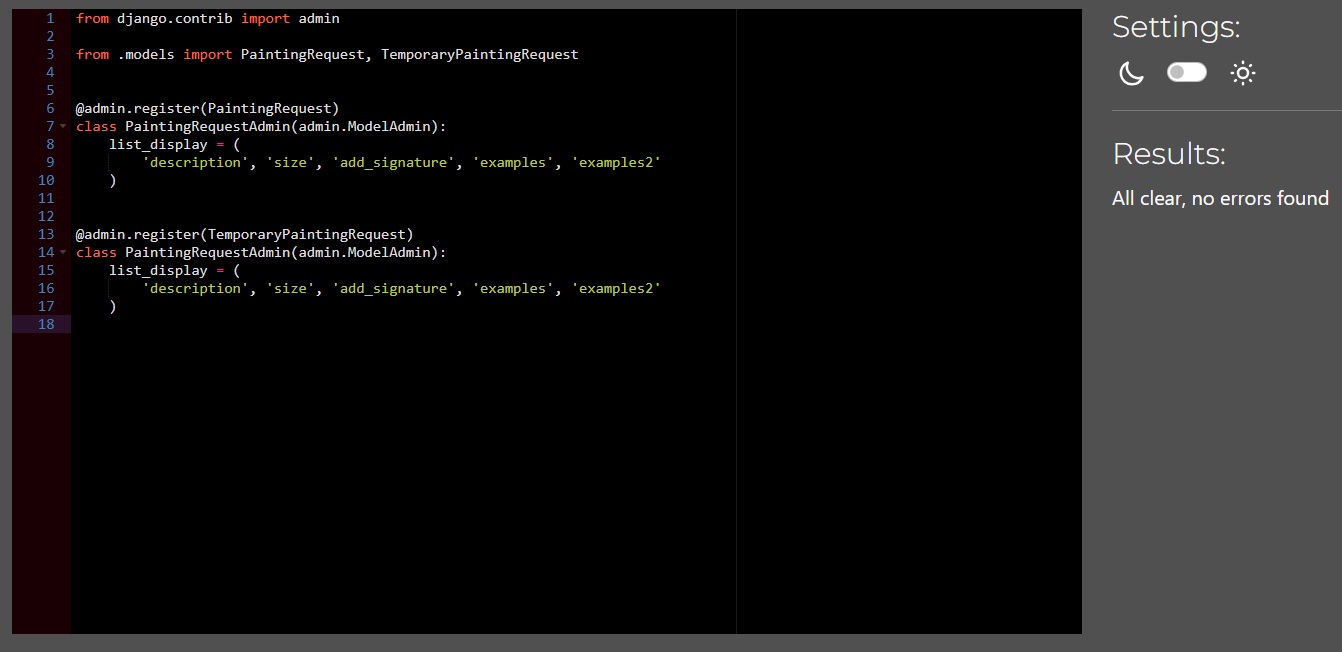 1 from django.contrib import admin
2
3 from .models import PaintingRequest, TemporaryPaintingRequest
4
5
6 @admin.register(PaintingRequest)
7 class PaintingRequestAdmin(admin.ModelAdmin):
8     list_display = (
9         'description', 'size', 'add_signature', 'examples', 'examples2'
10     )
11
12
13 @admin.register(TemporaryPaintingRequest)
14 class PaintingRequestAdmin(admin.ModelAdmin):
15     list_display = (
16         'description', 'size', 'add_signature', 'examples', 'examples2'
17     )
18
Settings:
Results:
All clear, no errors found